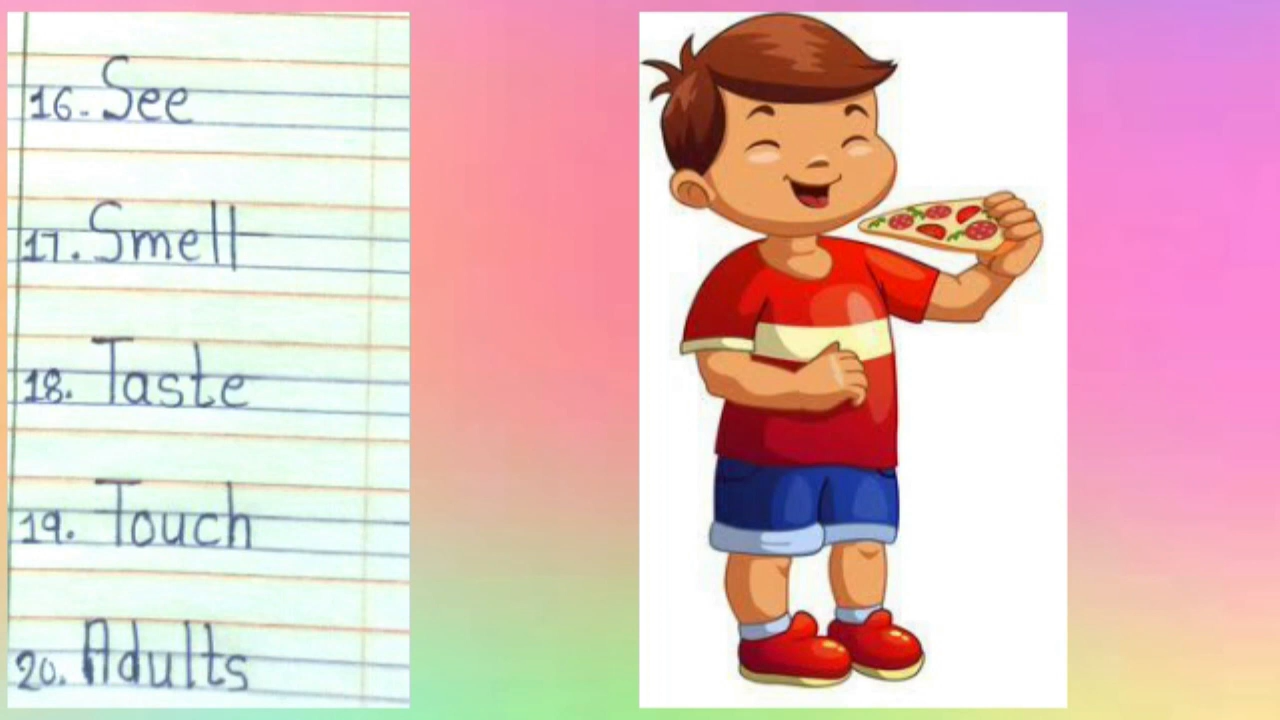 16. See
17. Smell
18. Taste
19. Touch
20. Adults